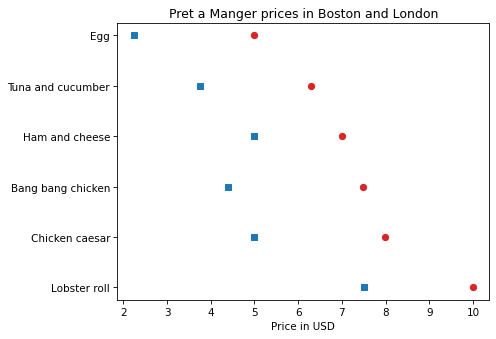 Pret a Manger prices in Boston and London
Egg
Tuna and cucumber
Ham and cheese
Bang bang chicken
Chicken caesar
Lobster roll
2 3 4 5 6 7 8 9 10
Price in USD